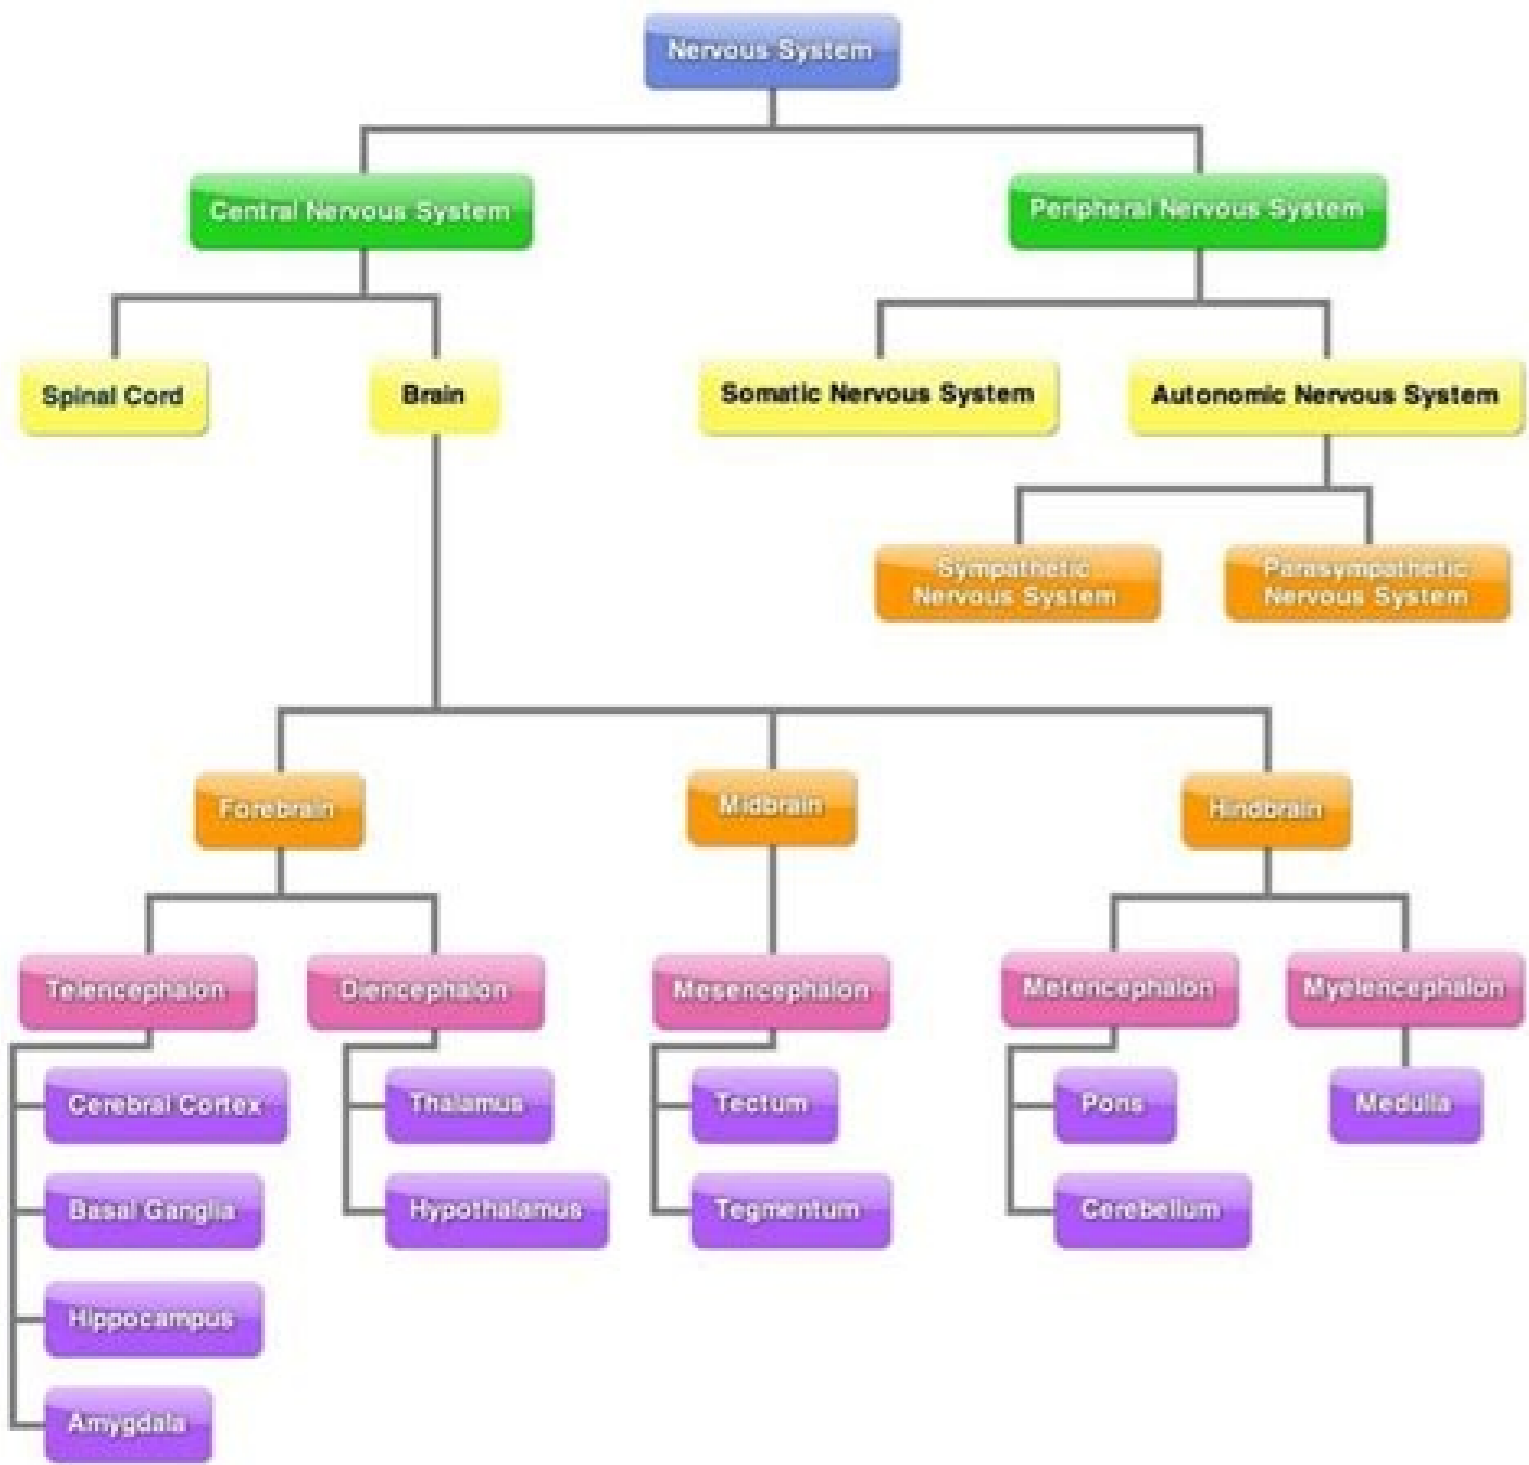 Nervous System
Central Nervous System
Peripheral Nervous System
Spinal Cord
Brain
Somatic Nervous System
Autonomic Nervous System
Sympathetic
Nervous System
Parasympathetic
Nervous System
Forebrain
Midbrain
Hindbrain
Telencephalon
Diencephalon
Mesencephalon
Metencephalon
Myelencephalon
Cerebral Cortex
Thalamus
Tectum
Pons
Medulla
Basal Ganglia
Hypothalamus
Tegmentum
Cerebellum
Hippocampus
Amygdala